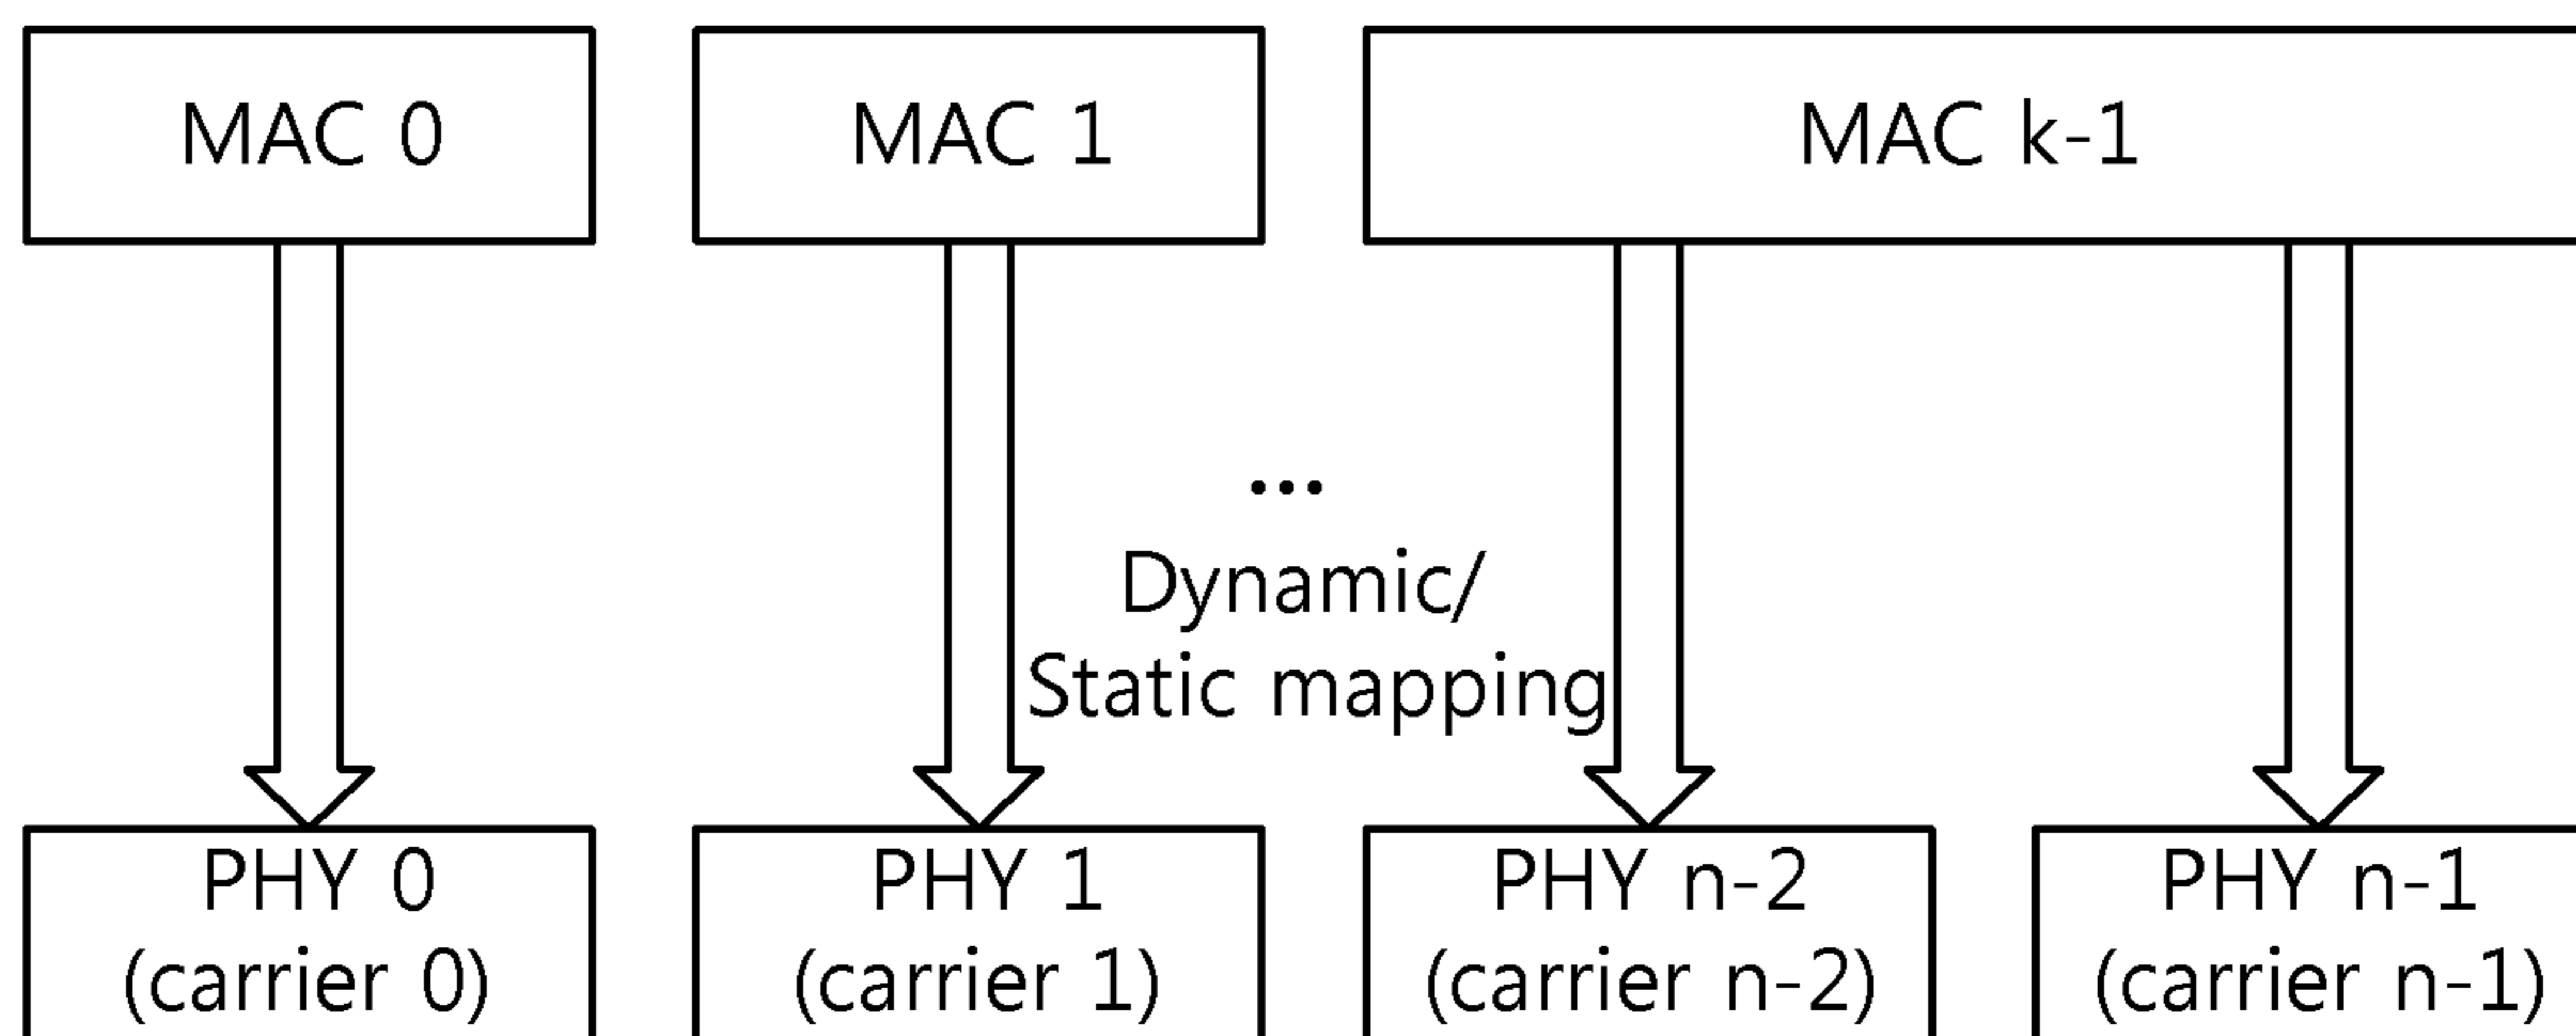 MAC 0
MAC 1
MAC k-1
...
Dynamic/
Static mapping
PHY 0
(carrier 0)
PHY 1
(carrier 1)
PHY n-2
(carrier n-2)
PHY n-1
(carrier n-1)